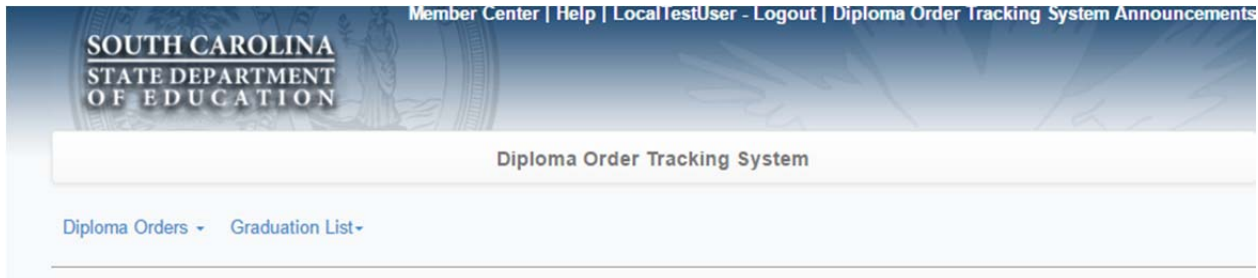 Member Center | Help | LocalTestUser - Logout | Diploma Order Tracking System Announcements
SOUTH CAROLINA
STATE DEPARTMENT
OF EDUCATION
Diploma Order Tracking System
Diploma Orders Graduation List